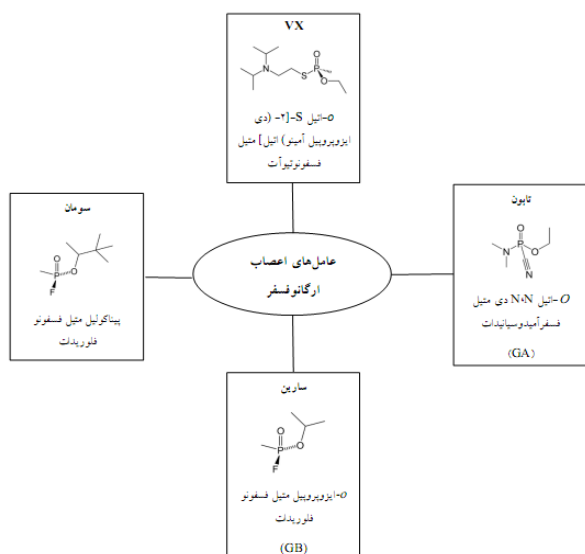 VX
o-اتیل S-[۲- (دی
ایزوپروپیل آمینو) اتیل] متیل
فسفونوتیوآت
سومان
پیناکولیل متیل فسفونو
فلوریدات
عامل‌های اعصاب
ارگانوفسفر
تابون
O-اتیل N،N دی متیل
فسفرآمیدوسیانیدات
(GA)
سارین
o-ایزوپروپیل متیل فسفونو
فلوریدات
(GB)